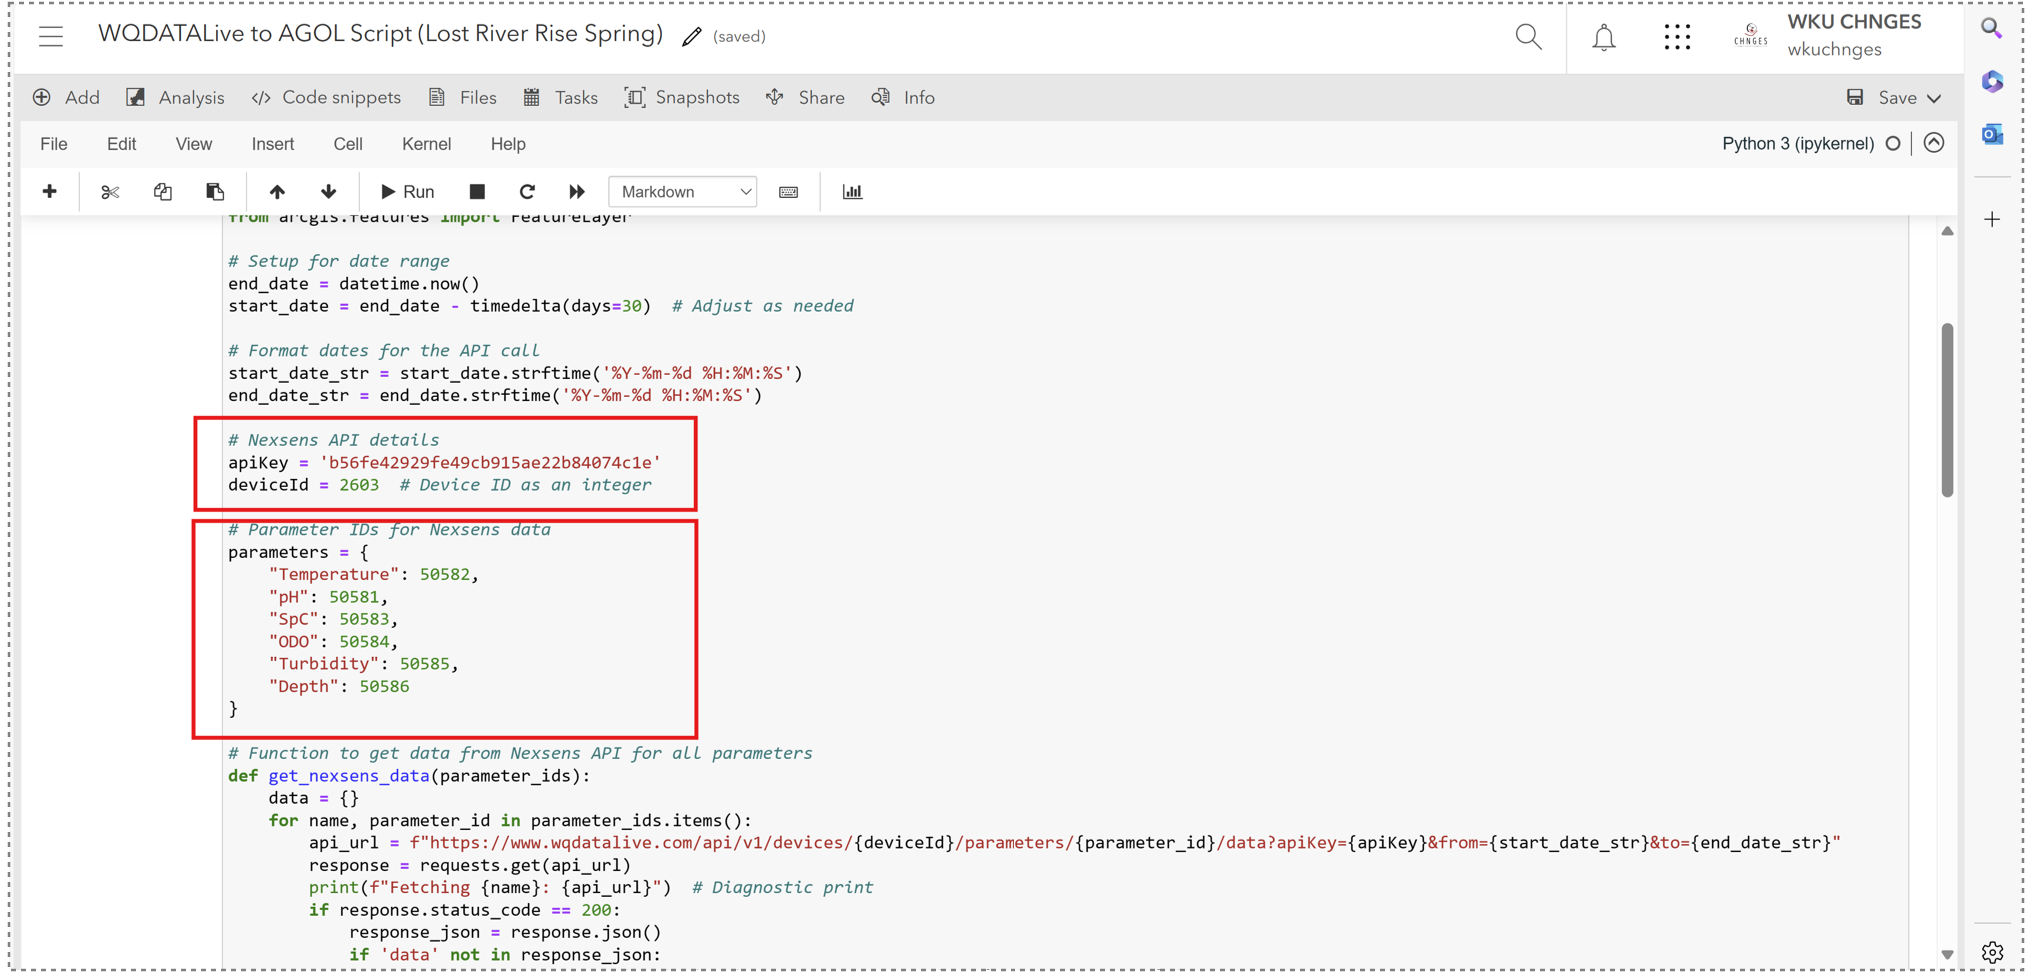 WQDATALive to AGOL Script (Lost River Rise Spring) (saved)
CHNGES
WKU CHNGES
wkuchnges
Add Analysis </> Code snippets Files Tasks Snapshots Share Info Save
File Edit View Insert Cell Kernel Help Python 3 (ipykernel)
Run Markdown
from arcgis.features import FeatureLayer
# Setup for date range
end_date = datetime.now()
start_date = end_date - timedelta(days=30)  # Adjust as needed
# Format dates for the API call
start_date_str = start_date.strftime('%Y-%m-%d %H:%M:%S')
end_date_str = end_date.strftime('%Y-%m-%d %H:%M:%S')
# Nexsens API details
apiKey = 'b56fe42929fe49cb915ae22b84074c1e'
deviceId = 2603  # Device ID as an integer
# Parameter IDs for Nexsens data
parameters = {
"Temperature": 50582,
"pH": 50581,
"SpC": 50583,
"ODO": 50584,
"Turbidity": 50585,
"Depth": 50586
}
# Function to get data from Nexsens API for all parameters
def get_nexsens_data(parameter_ids):
data = {}
for name, parameter_id in parameter_ids.items():
api_url = f"https://www.wqdatalive.com/api/v1/devices/{deviceId}/parameters/{parameter_id}/data?apiKey={apiKey}&from={start_date_str}&to={end_date_str}"
response = requests.get(api_url)
print(f"Fetching {name}: {api_url}")  # Diagnostic print
if response.status_code == 200:
response_json = response.json()
if 'data' not in response_json: